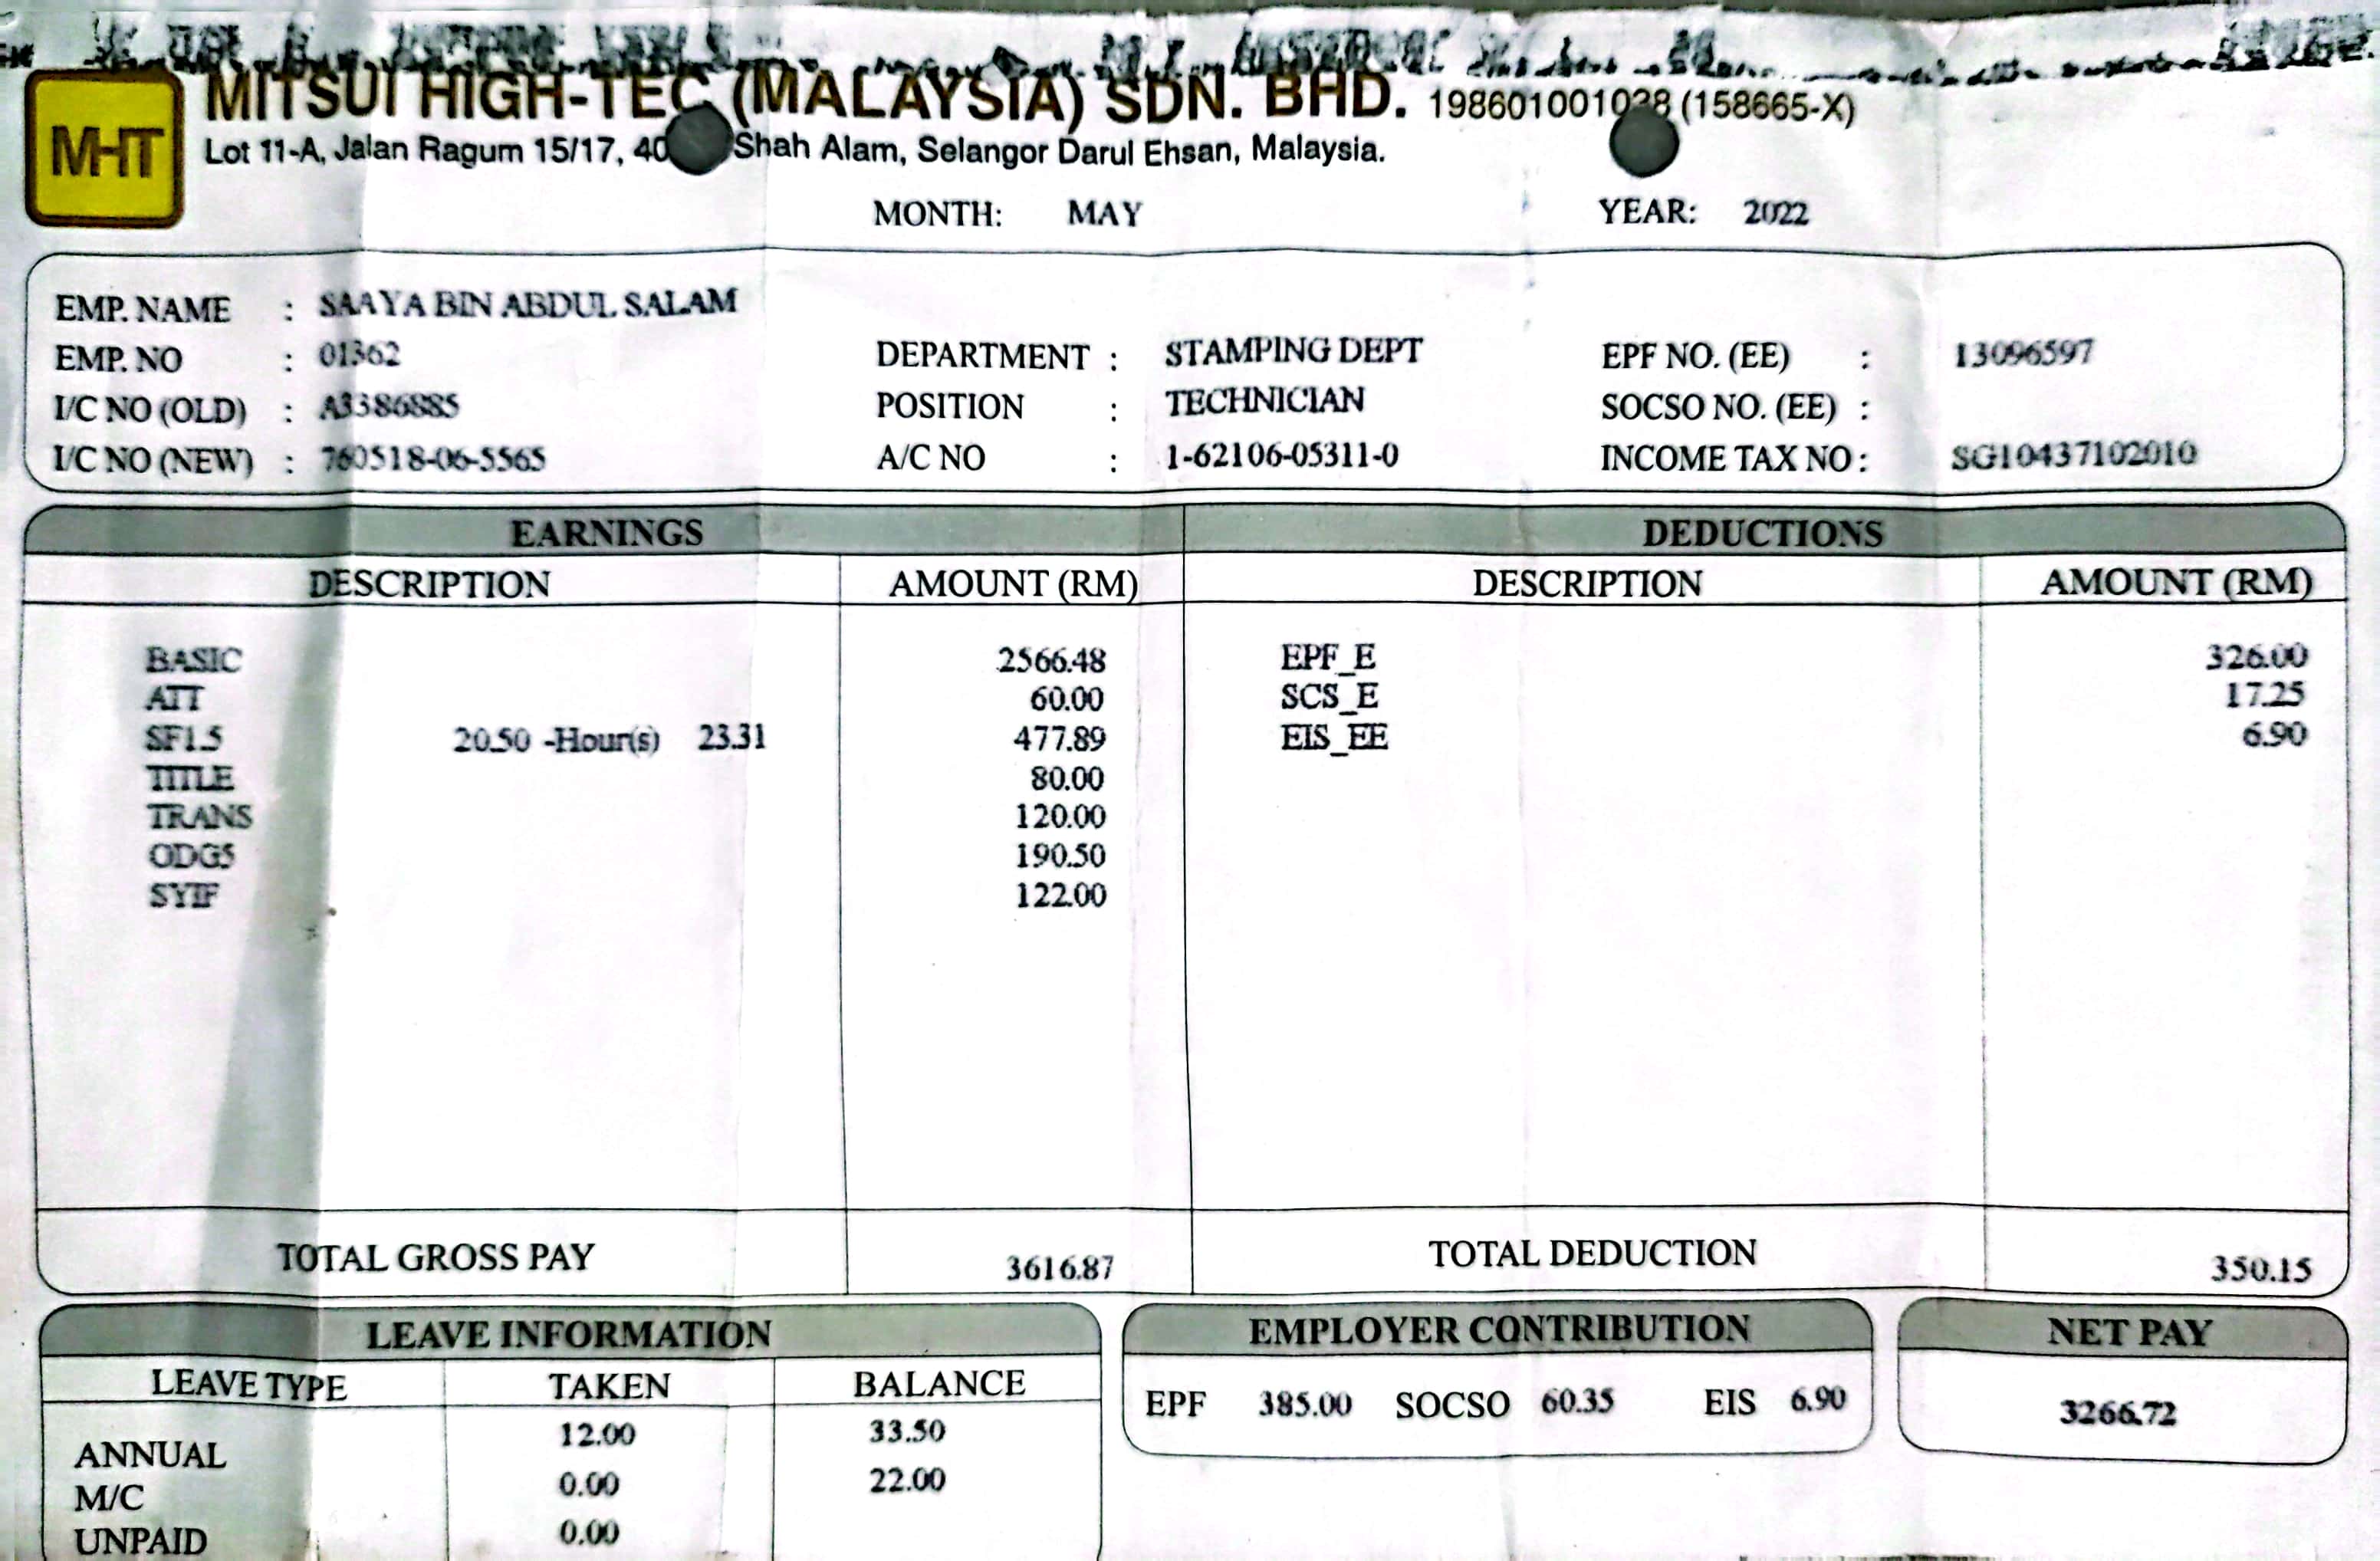 MHT
MITSUI HIGH-TEC (MALAYSIA) SDN. BHD. 198601001028 (158665-X)
Lot 11-A, Jalan Ragum 15/17, 40 Shah Alam, Selangor Darul Ehsan, Malaysia.
MONTH: MAY YEAR: 2022
EMP. NAME : SAAYA BIN ABDUL SALAM
EMP. NO : 01362 DEPARTMENT : STAMPING DEPT EPF NO. (EE) : 13096597
I/C NO (OLD) : A3386885 POSITION : TECHNICIAN SOCSO NO. (EE) :
I/C NO (NEW) : 760518-06-5565 A/C NO : 1-62106-05311-0 INCOME TAX NO : SG10437102010
EARNINGS DEDUCTIONS
DESCRIPTION AMOUNT (RM) DESCRIPTION AMOUNT (RM)
BASIC 2566.48 EPF_E 326.00
ATT 60.00 SCS_E 17.25
SF1.5 20.50 -Hour(s) 23.31 477.89 EIS_EE 6.90
TITLE 80.00
TRANS 120.00
ODG5 190.50
SYIF 122.00
TOTAL GROSS PAY 3616.87 TOTAL DEDUCTION 350.15
LEAVE INFORMATION EMPLOYER CONTRIBUTION NET PAY
LEAVE TYPE TAKEN BALANCE EPF 385.00 SOCSO 60.35 EIS 6.90 3266.72
ANNUAL 12.00 33.50
M/C 0.00 22.00
UNPAID 0.00